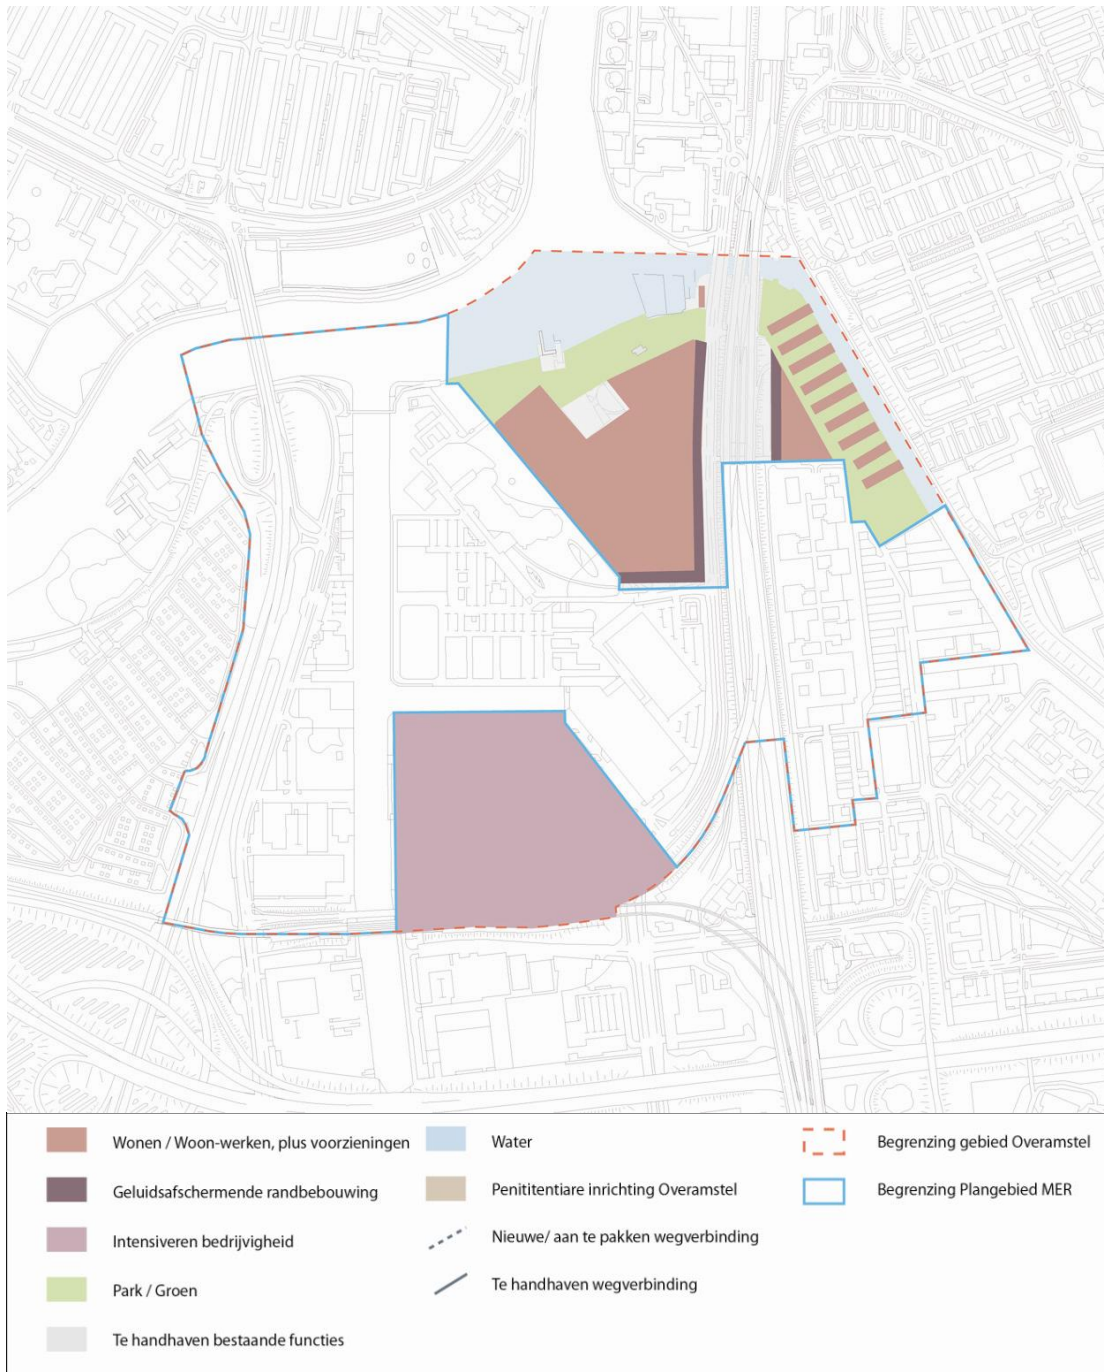 Wonen / Woon-werken, plus voorzieningen
Geluidsafschermende randbebouwing
Intensiveren bedrijvigheid
Park / Groen
Te handhaven bestaande functies
Water
Penititentiare inrichting Overamstel
Nieuwe/ aan te pakken wegverbinding
Te handhaven wegverbinding
Begrenzing gebied Overamstel
Begrenzing Plangebied MER